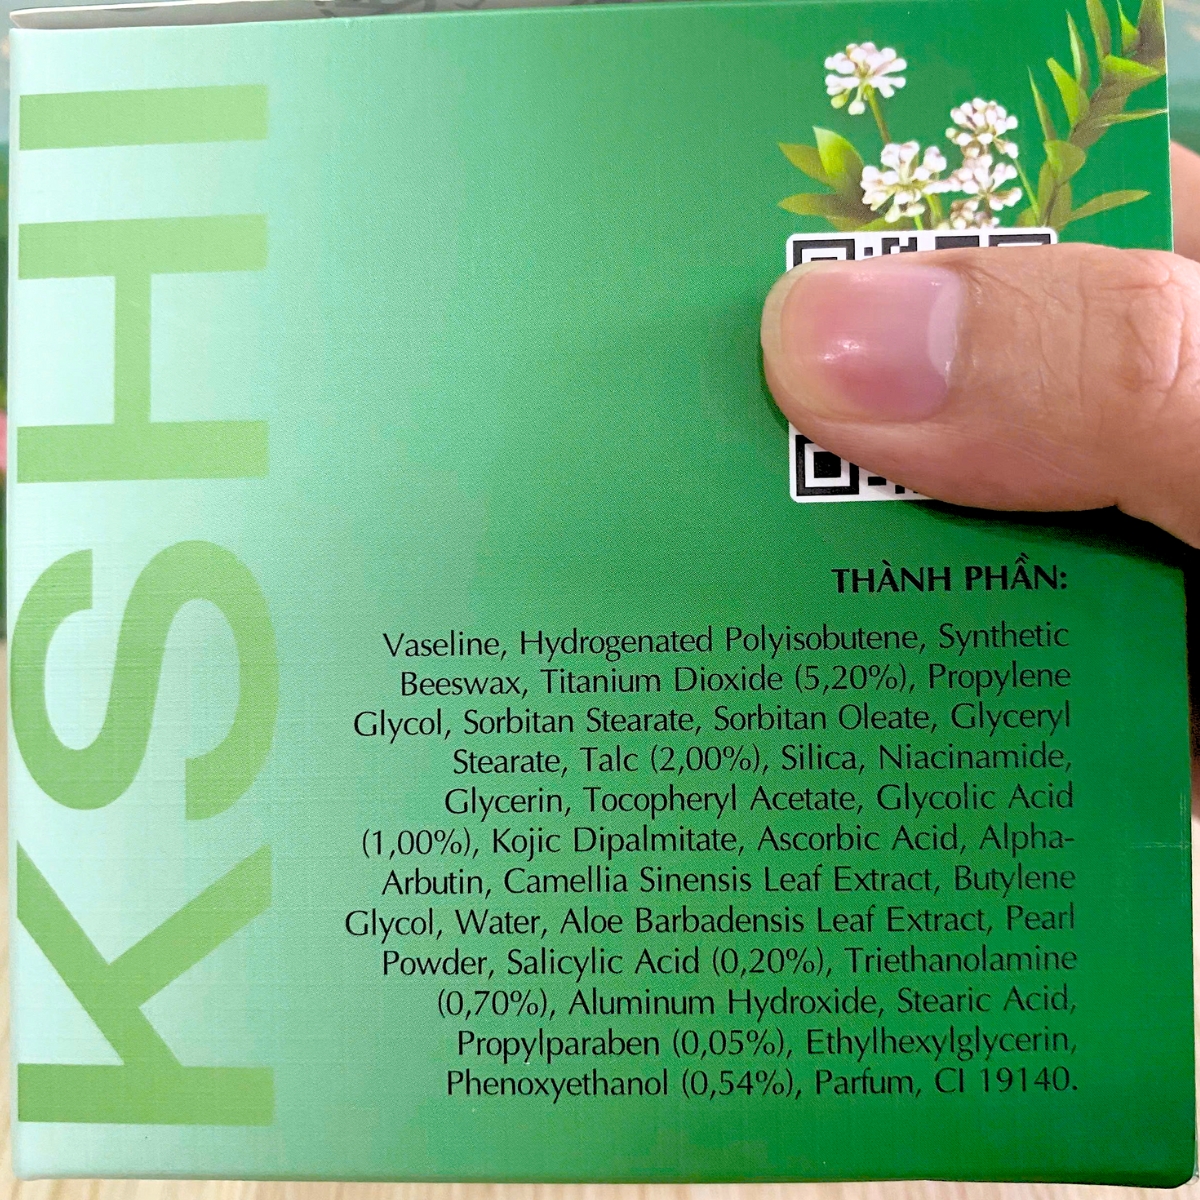 KSHII
THÀNH PHẦN:
Vaseline, Hydrogenated Polyisobutene, Synthetic
Beeswax, Titanium Dioxide (5,20%), Propylene
Glycol, Sorbitan Stearate, Sorbitan Oleate, Glyceryl
Stearate, Talc (2,00%), Silica, Niacinamide,
Glycerin, Tocopheryl Acetate, Glycolic Acid
(1,00%), Kojic Dipalmitate, Ascorbic Acid, Alpha-
Arbutin, Camellia Sinensis Leaf Extract, Butylene
Glycol, Water, Aloe Barbadensis Leaf Extract, Pearl
Powder, Salicylic Acid (0,20%), Triethanolamine
(0,70%), Aluminum Hydroxide, Stearic Acid,
Propylparaben (0,05%), Ethylhexylglycerin,
Phenoxyethanol (0,54%), Parfum, CI 19140.